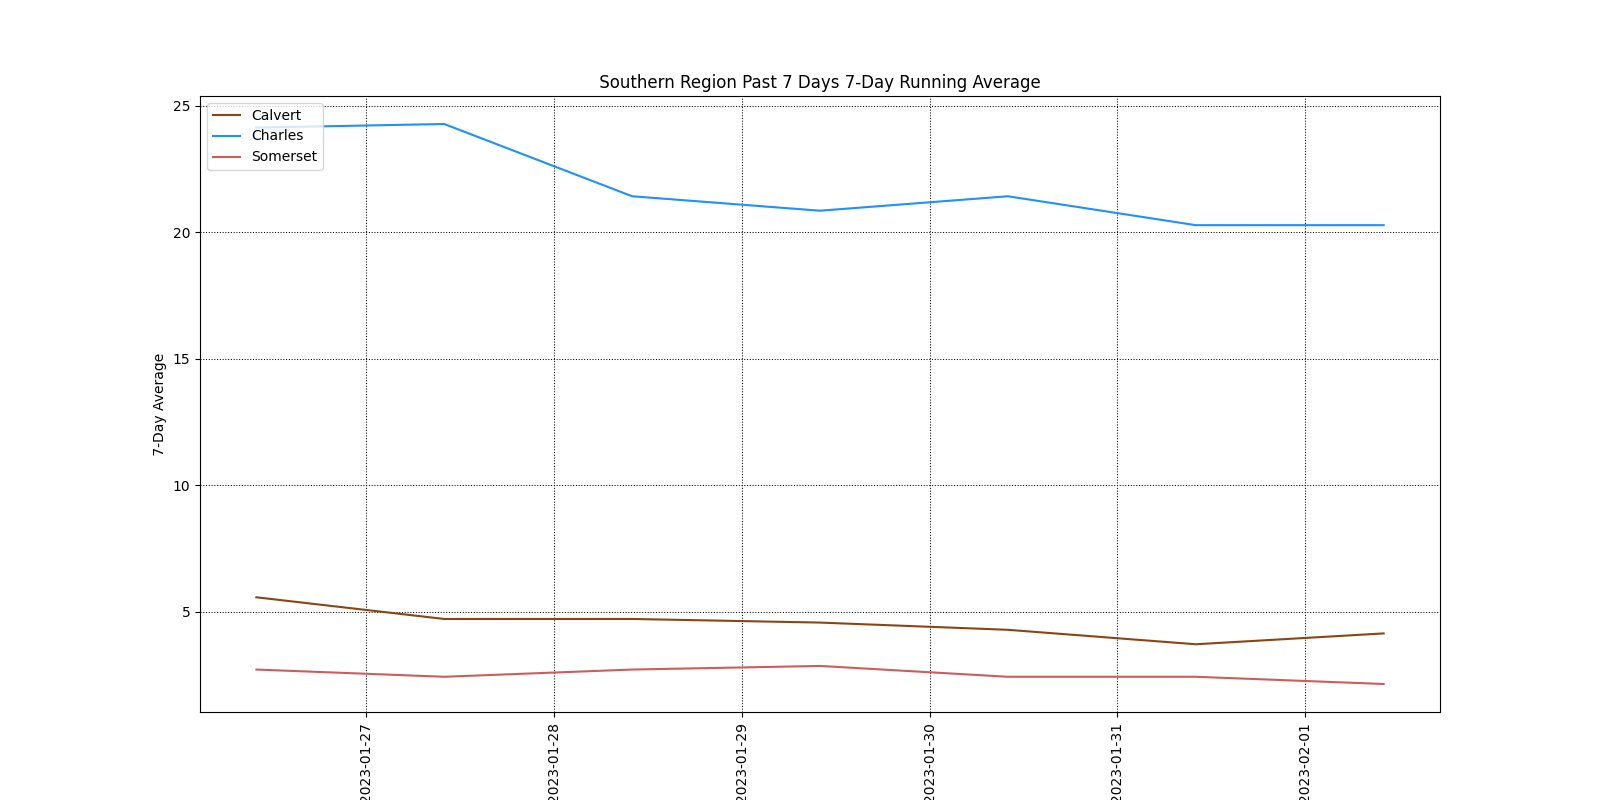 Southern Region Past 7 Days 7-Day Running Average
Calvert
Charles
Somerset
7-Day Average
25
20
15
10
5
2023-01-27
2023-01-28
2023-01-29
2023-01-30
2023-01-31
2023-02-01